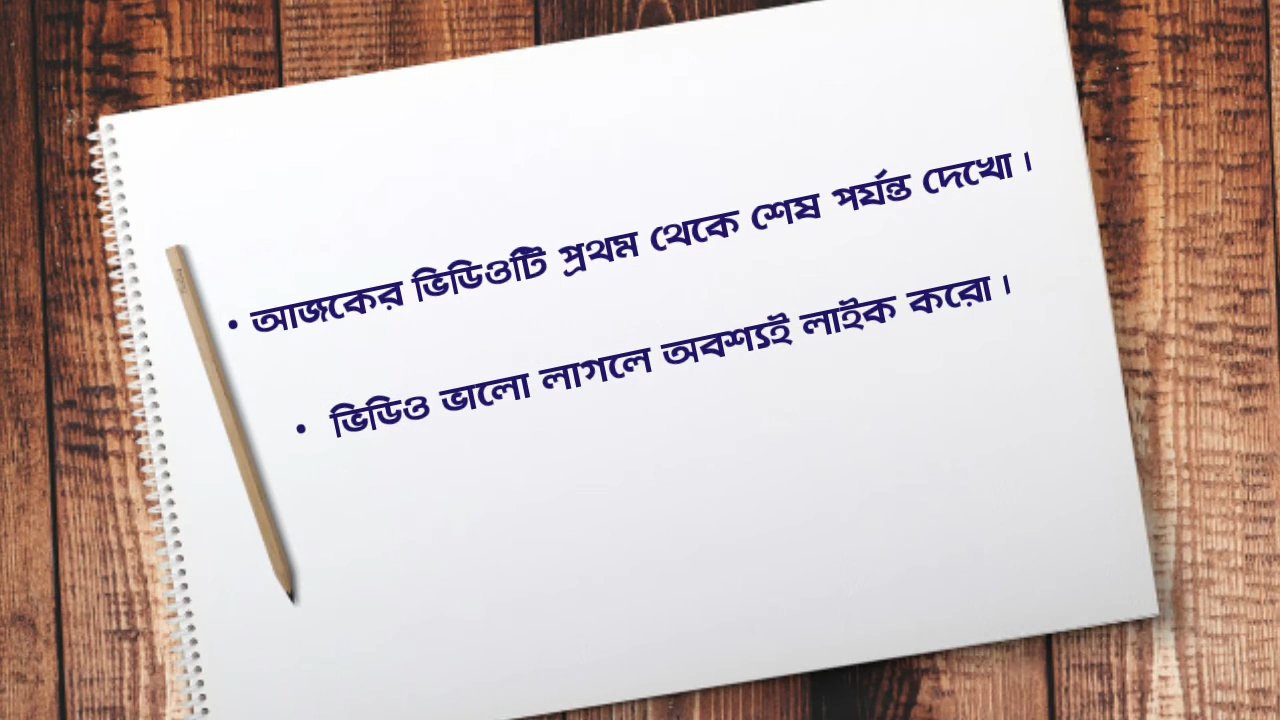 • আজকের ভিডিওটি প্রথম থেকে শেষ পর্যন্ত দেখো।
• ভিডিও ভালো লাগলে অবশ্যই লাইক করো।